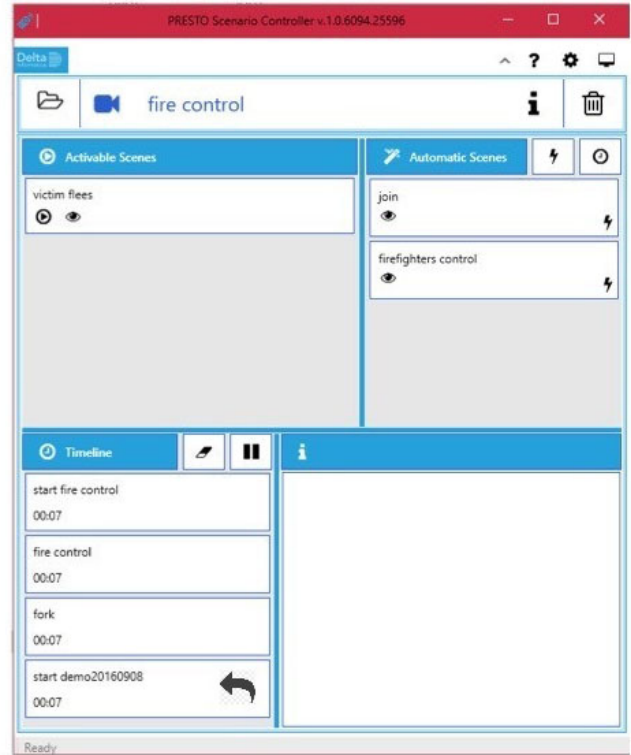 PRESTO Scenario Controller v.1.0.6094.25596
Delta
fire control
Activable Scenes
Automatic Scenes
victim flees
join
firefighters control
Timeline
start fire control
00:07
fire control
00:07
fork
00:07
start demo20160908
00:07
Ready